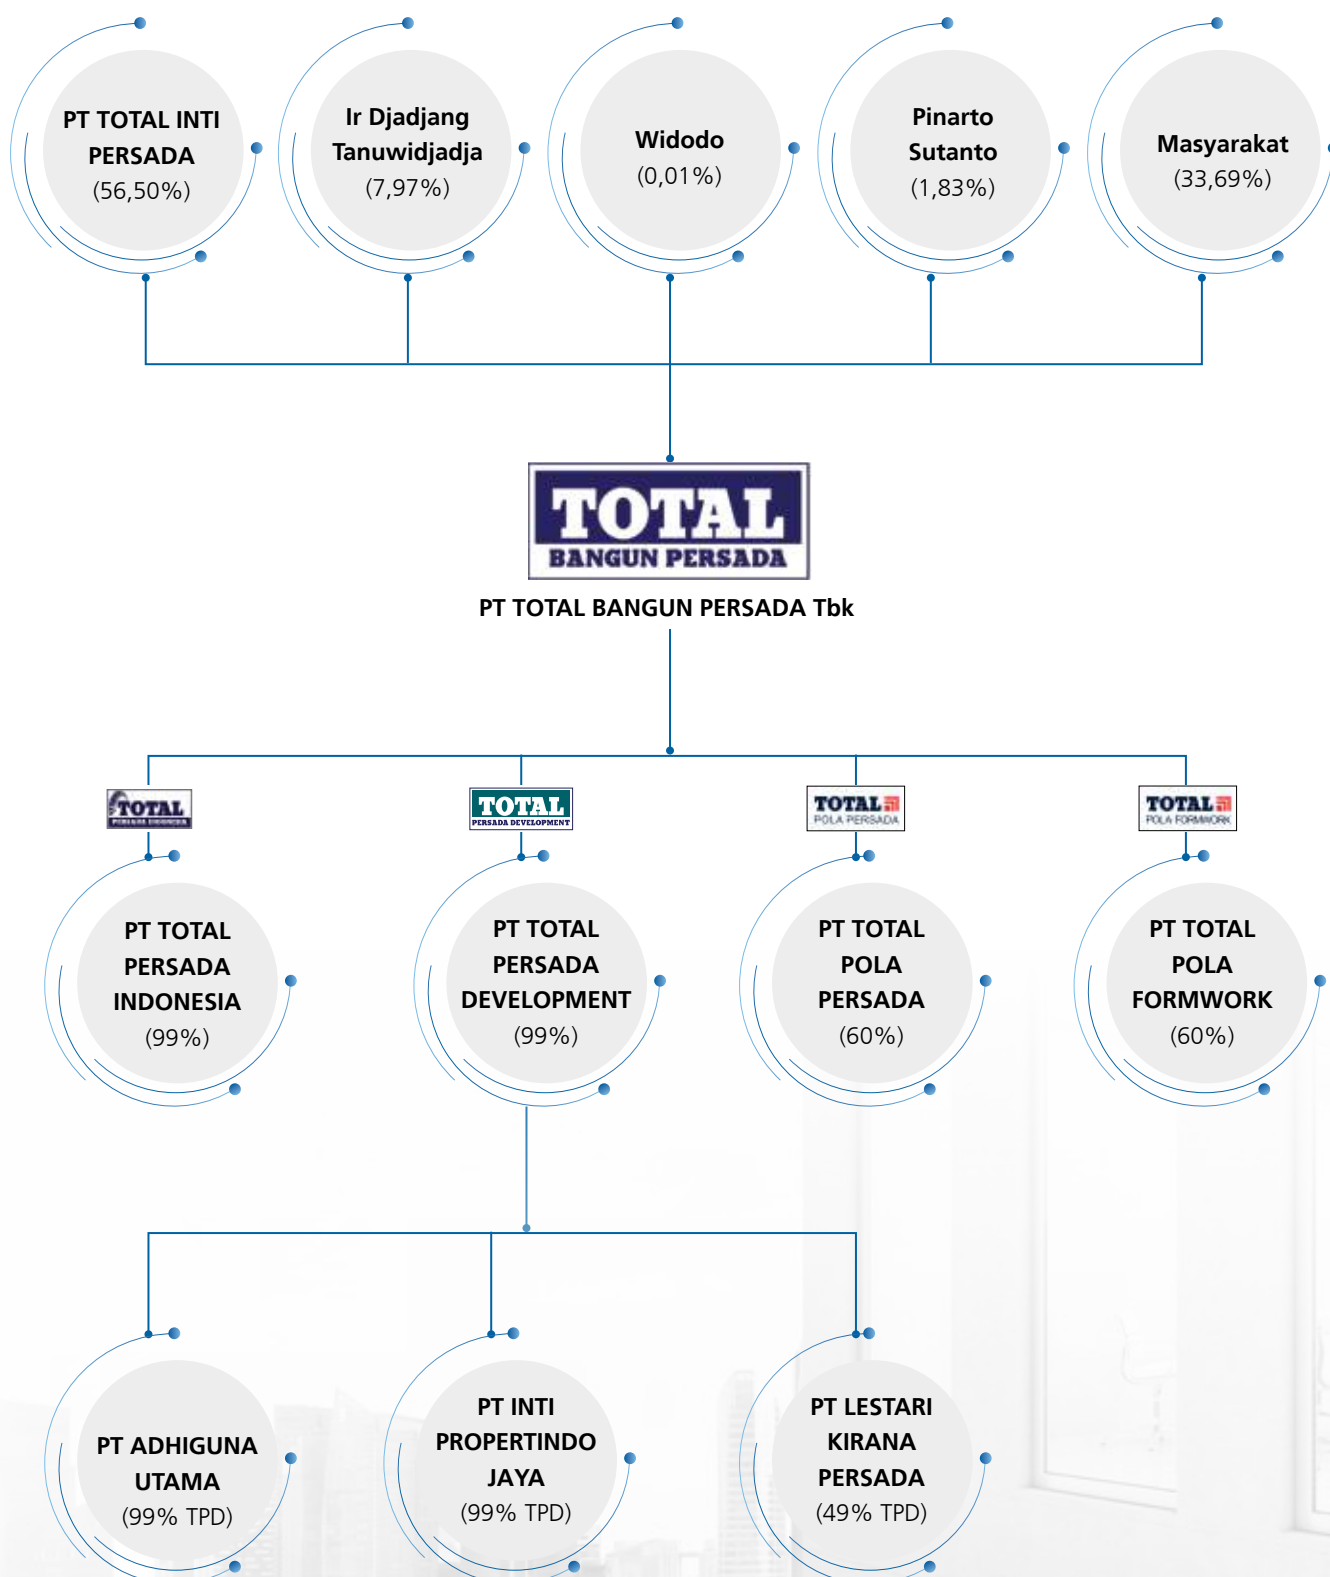 PT TOTAL INTI
PERSADA
(56,50%)
Ir Djadjang
Tanuwidjadja
(7,97%)
Widodo
(0,01%)
Pinarto
Sutanto
(1,83%)
Masyarakat
(33,69%)
TOTAL
BANGUN PERSADA
PT TOTAL BANGUN PERSADA Tbk
TOTAL
PERSADA INDONESIA
TOTAL
PERSADA DEVELOPMENT
TOTAL
POLA PERSADA
TOTAL
POLA FORMWORK
PT TOTAL
PERSADA
INDONESIA
(99%)
PT TOTAL
PERSADA
DEVELOPMENT
(99%)
PT TOTAL
POLA
PERSADA
(60%)
PT TOTAL
POLA
FORMWORK
(60%)
PT ADHIGUNA
UTAMA
(99% TPD)
PT INTI
PROPERTINDO
JAYA
(99% TPD)
PT LESTARI
KIRANA
PERSADA
(49% TPD)